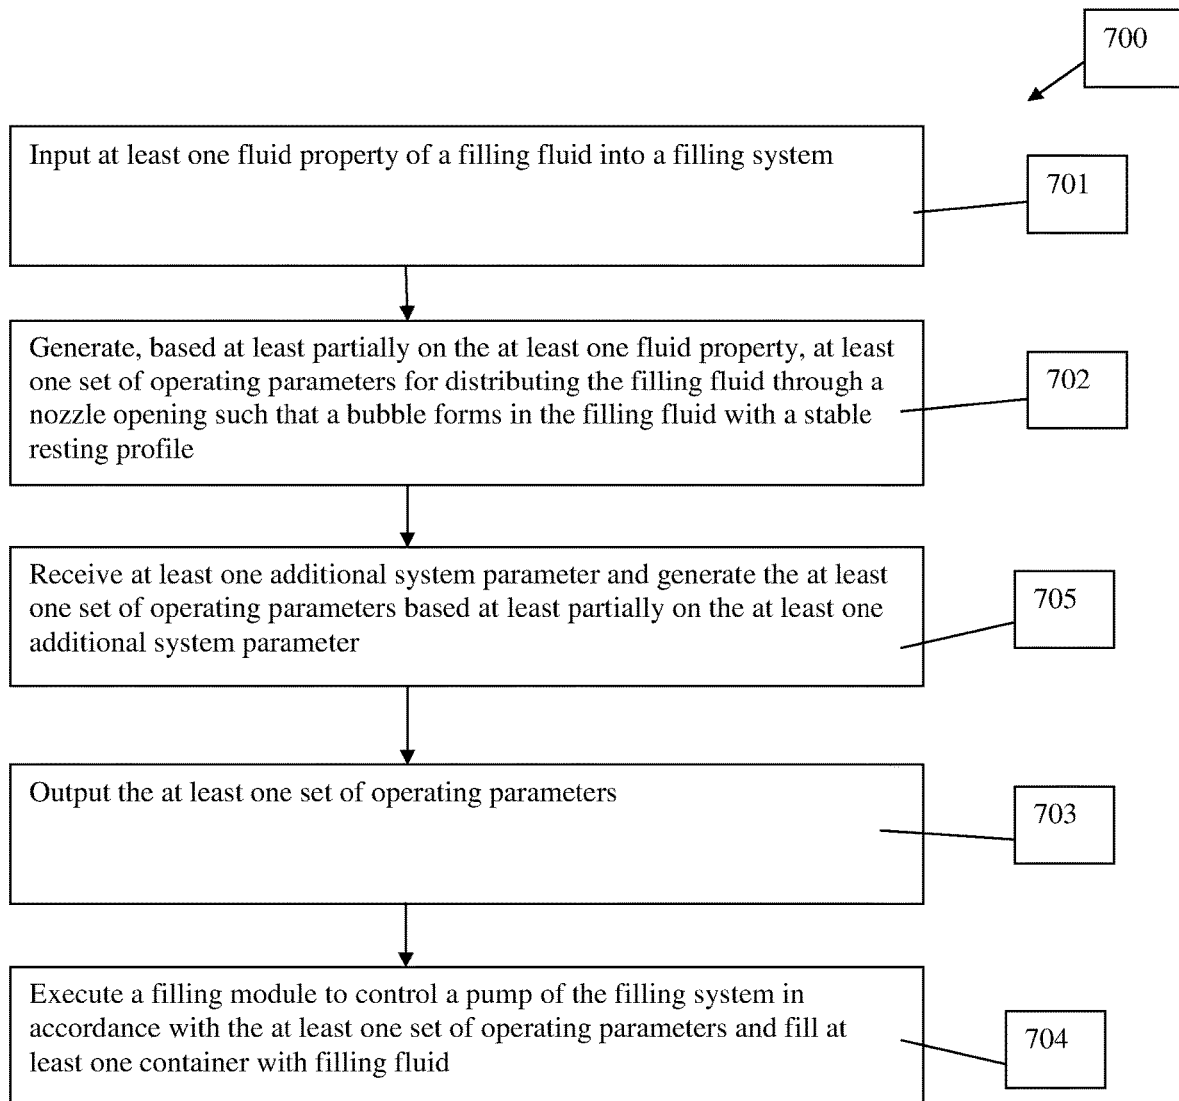 700
Input at least one fluid property of a filling fluid into a filling system
701
Generate, based at least partially on the at least one fluid property, at least
one set of operating parameters for distributing the filling fluid through a
nozzle opening such that a bubble forms in the filling fluid with a stable
resting profile
702
Receive at least one additional system parameter and generate the at least
one set of operating parameters based at least partially on the at least one
additional system parameter
705
Output the at least one set of operating parameters
703
Execute a filling module to control a pump of the filling system in
accordance with the at least one set of operating parameters and fill at
least one container with filling fluid
704